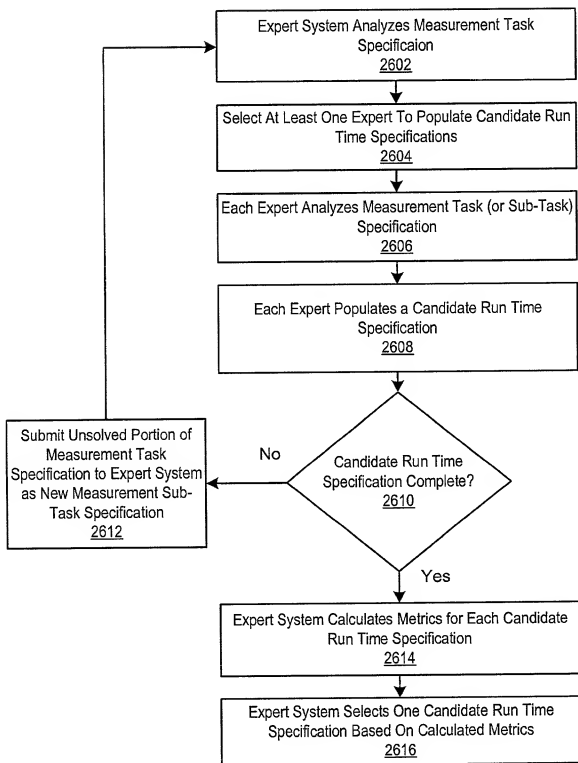 Expert System Analyzes Measurement Task
Specificaion
2602
Select At Least One Expert To Populate Candidate Run
Time Specifications
2604
Each Expert Analyzes Measurement Task (or Sub-Task)
Specification
2606
Each Expert Populates a Candidate Run Time
Specification
2608
Candidate Run Time
Specification Complete?
2610
No
Submit Unsolved Portion of
Measurement Task
Specification to Expert System
as New Measurement Sub-
Task Specification
2612
Yes
Expert System Calculates Metrics for Each Candidate
Run Time Specification
2614
Expert System Selects One Candidate Run Time
Specification Based On Calculated Metrics
2616